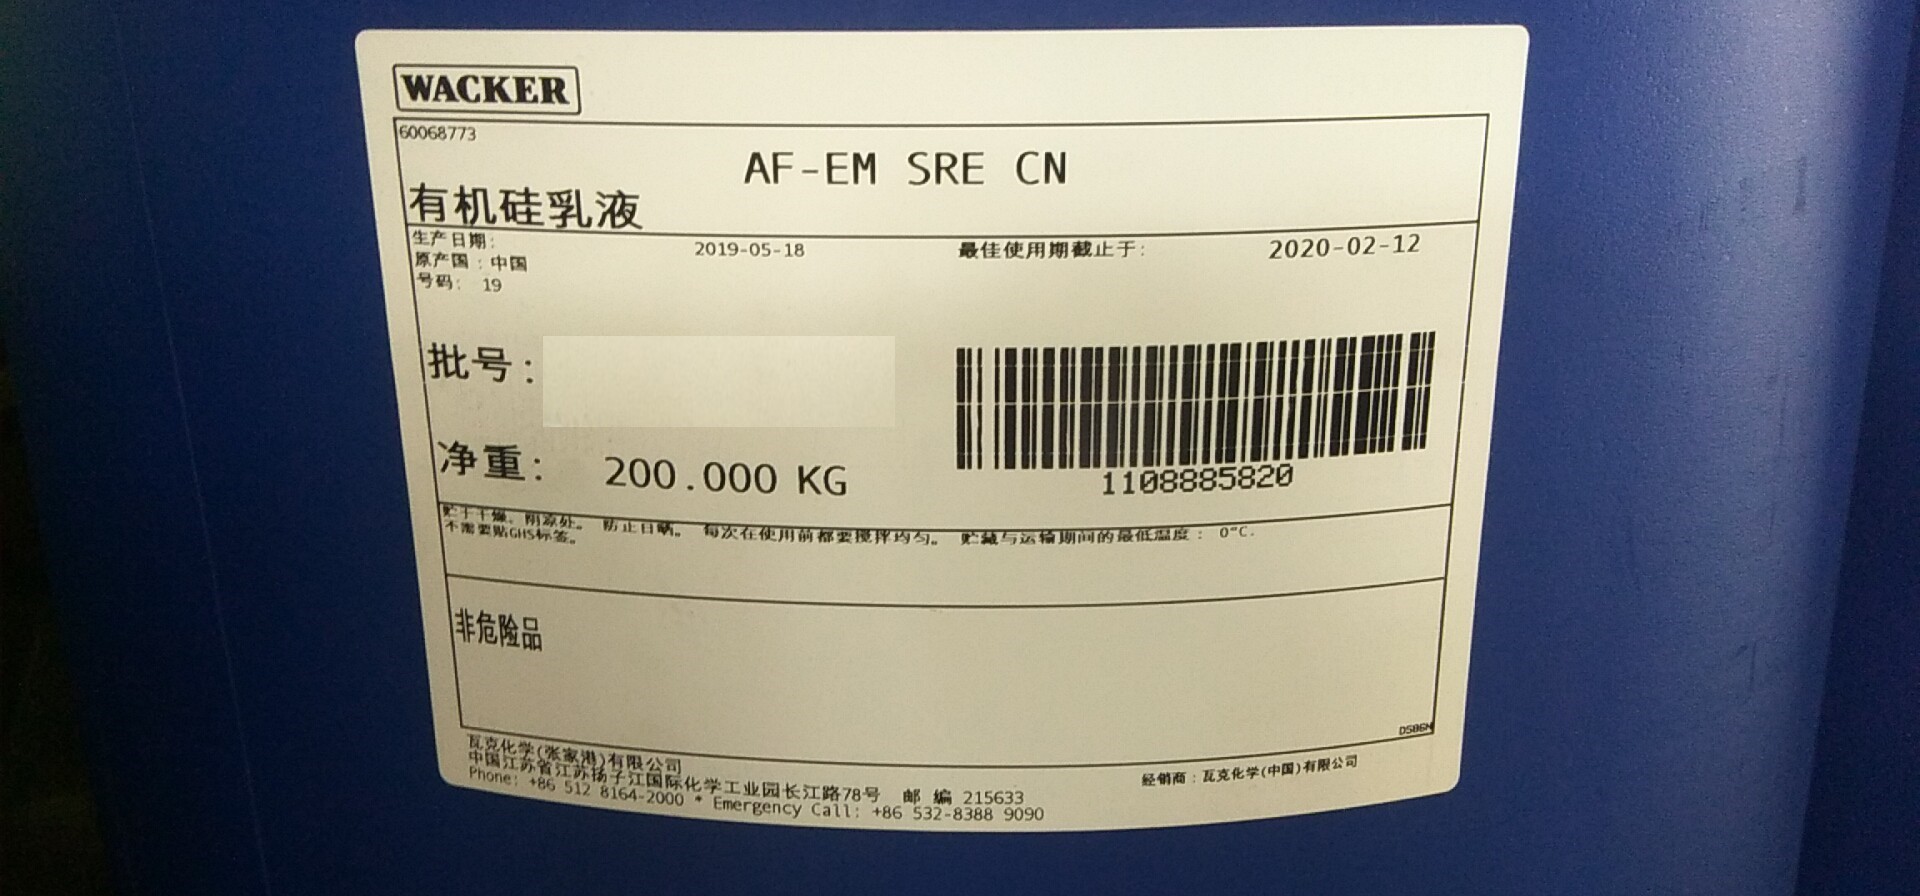 WACKER
60068773
AF-EM SRE CN
有机硅乳液
生产日期: 2019-05-18 最佳使用期截止于: 2020-02-12
原产国:中国
号码: 19
批号:
净重: 200.000 KG
1108885820
贮于干燥、阴凉处。 防止日晒。 每次在使用前都要搅拌均匀。 贮藏与运输期间的最低温度: 0°C.
不需要贴GHS标签。
非危险品
DSB6N
瓦克化学(张家港)有限公司
中国江苏省江苏扬子江国际化学工业园长江路78号 邮 编 215633
Phone: +86 512 8164-2000 * Emergency Call: +86 532-8388 9090
经销商:瓦克化学(中国)有限公司